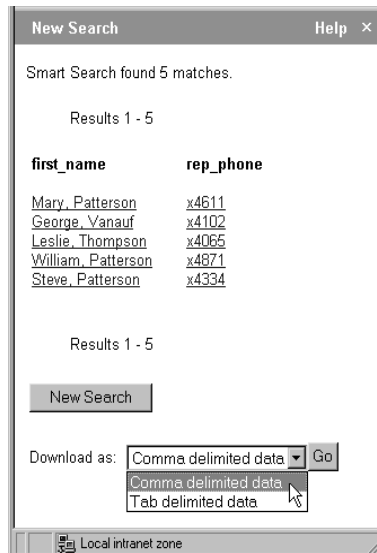 New Search Help ×
Smart Search found 5 matches.
Results 1 - 5
first_name rep_phone
Mary, Patterson x4611
George, Vanauf x4102
Leslie, Thompson x4065
William, Patterson x4871
Steve, Patterson x4334
Results 1 - 5
New Search
Download as: Comma delimited data Go
Comma delimited data
Tab delimited data
Local intranet zone